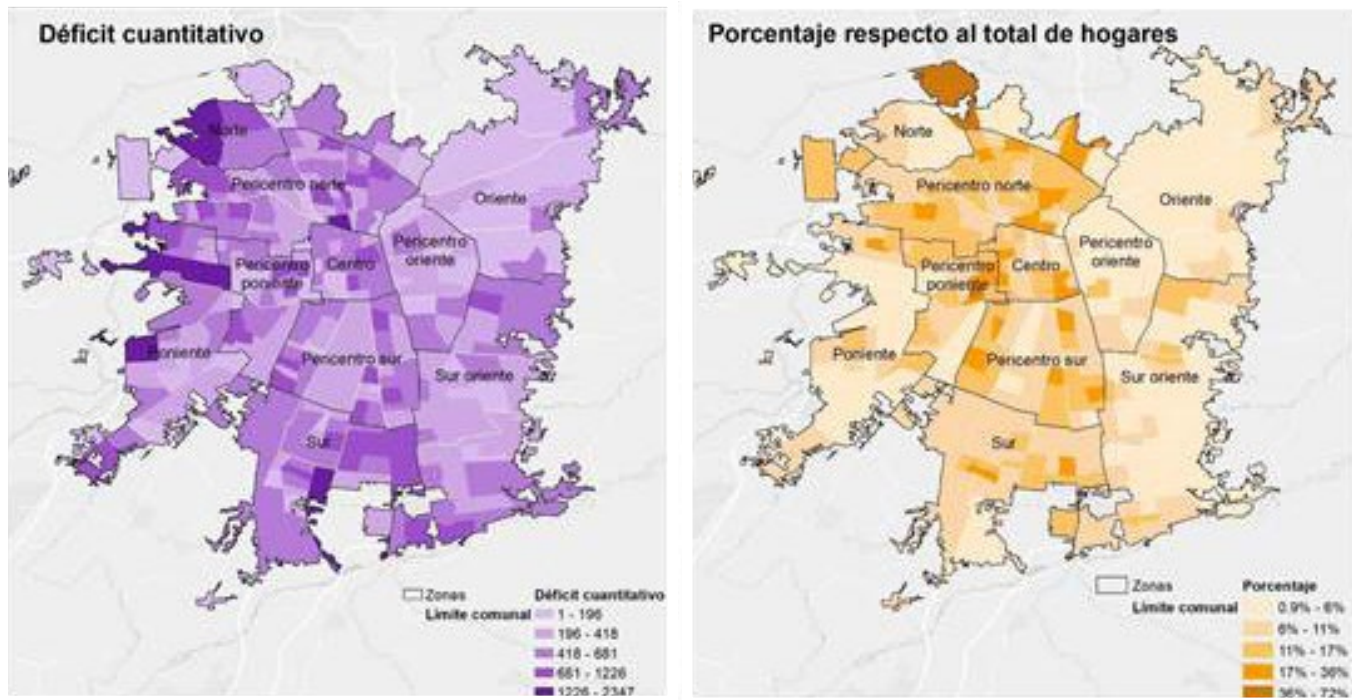 Déficit cuantitativo
Norte
Pericentro norte
Oriente
Pericentro
oriente
Pericentro
poniente
Centro
Poniente
Pericentro sur
Sur oriente
Sur
Zonas
Límite comunal
Déficit cuantitativo
1 - 196
196 - 418
418 - 681
681 - 1226
1226 - 2347
Porcentaje respecto al total de hogares
Norte
Pericentro norte
Oriente
Pericentro
oriente
Pericentro
poniente
Centro
Poniente
Pericentro sur
Sur oriente
Sur
Zonas
Límite comunal
Porcentaje
0.9% - 6%
6% - 11%
11% - 17%
17% - 36%
36% - 72%